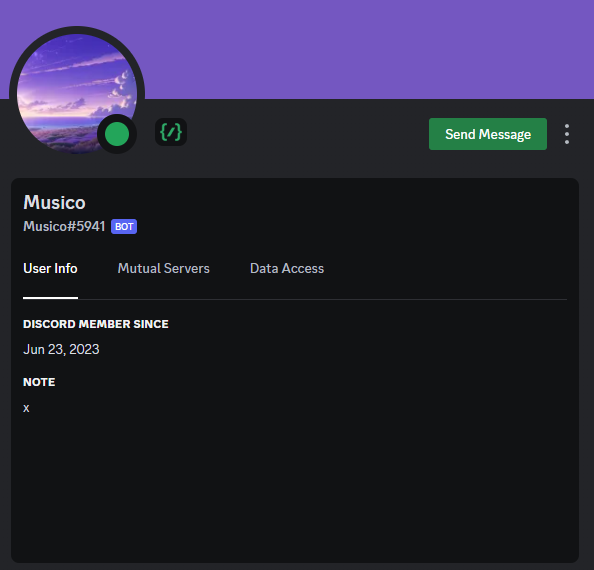 {/}
Send Message
Musico
Musico#5941 BOT
User Info Mutual Servers Data Access
DISCORD MEMBER SINCE
Jun 23, 2023
NOTE
x